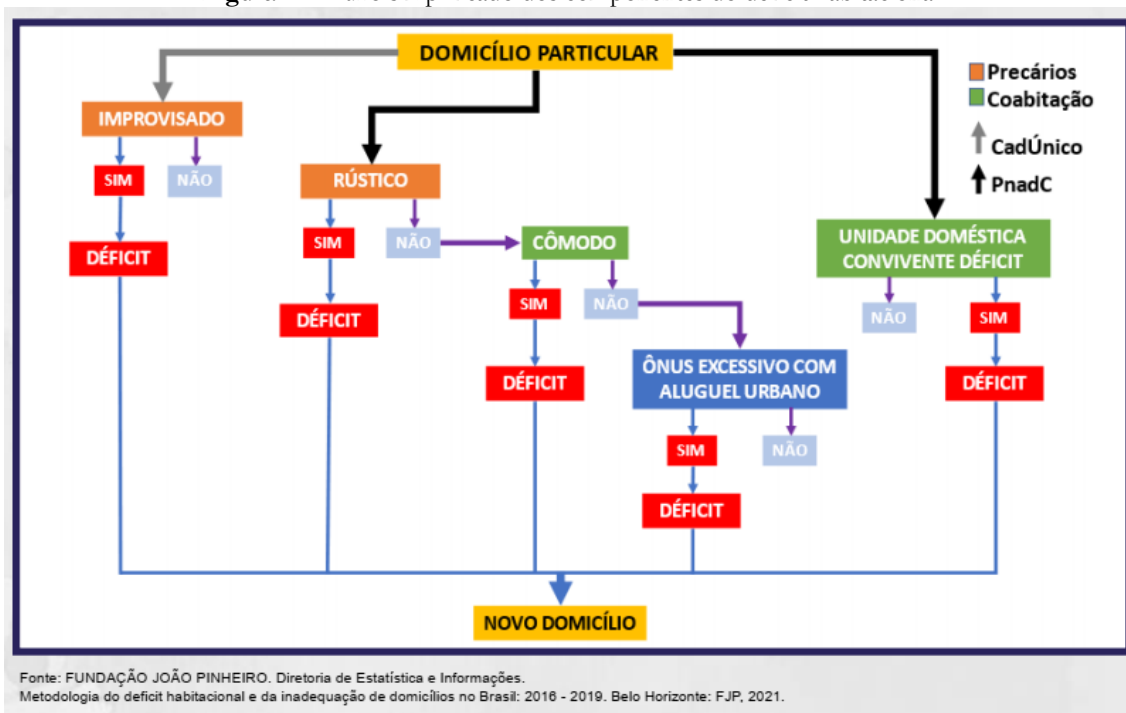 DOMICÍLIO PARTICULAR
Precários
Coabitação
CadÚnico
PnadC
IMPROVISADO
SIM
NÃO
DÉFICIT
RÚSTICO
SIM
NÃO
DÉFICIT
CÔMODO
SIM
NÃO
DÉFICIT
ÔNUS EXCESSIVO COM
ALUGUEL URBANO
SIM
NÃO
DÉFICIT
UNIDADE DOMÉSTICA
CONVIVENTE DÉFICIT
NÃO
SIM
DÉFICIT
NOVO DOMICÍLIO
Fonte: FUNDAÇÃO JOÃO PINHEIRO. Diretoria de Estatística e Informações.
Metodologia do deficit habitacional e da inadequação de domicílios no Brasil: 2016 - 2019. Belo Horizonte: FJP, 2021.